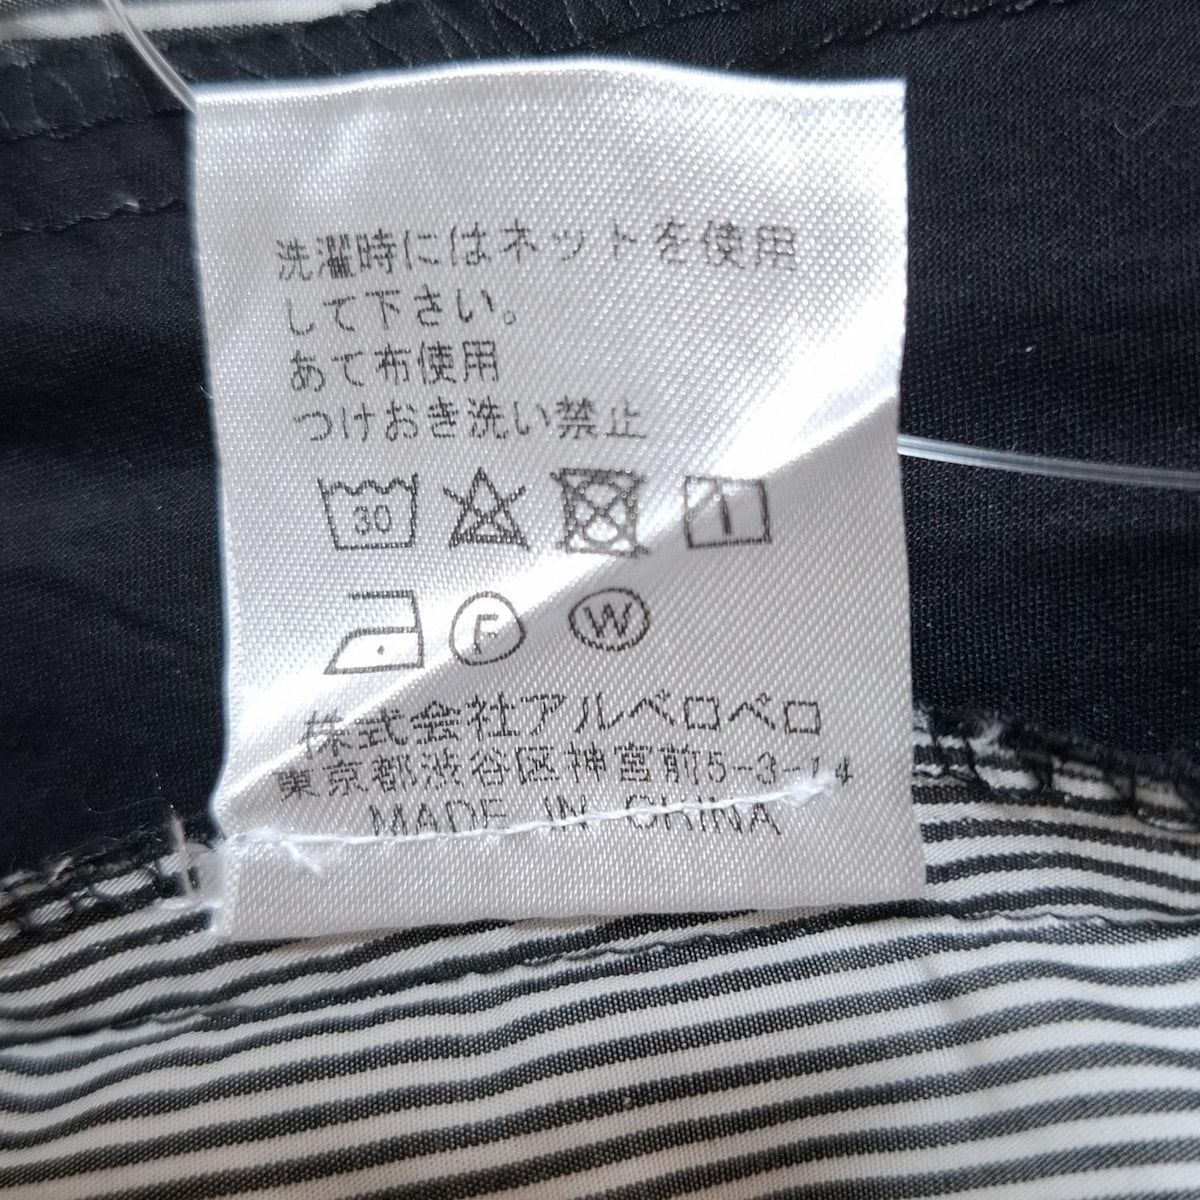 洗濯時にはネットを使用
して下さい。
あて布使用
つけおき洗い禁止
30
F W
株式会社アルベロベロ
東京都渋谷区神宮前5-3-14
MADE IN CHINA